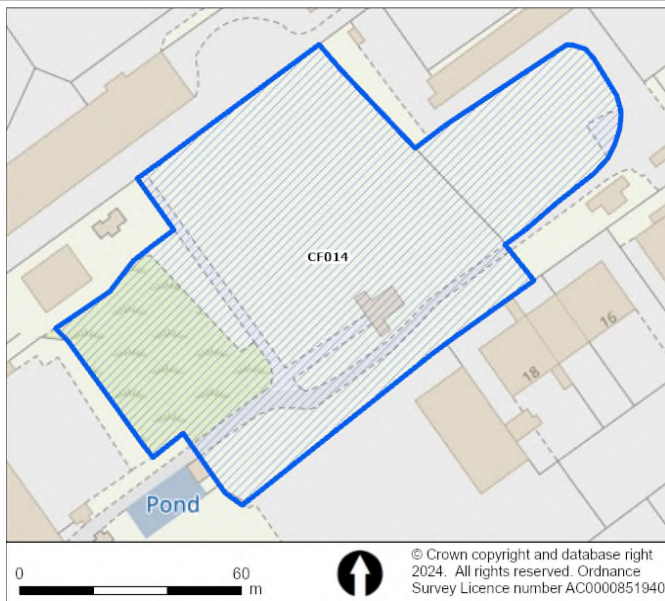 CF014
16
18
Pond
0 60
m
© Crown copyright and database right
2024. All rights reserved. Ordnance
Survey Licence number AC0000851940